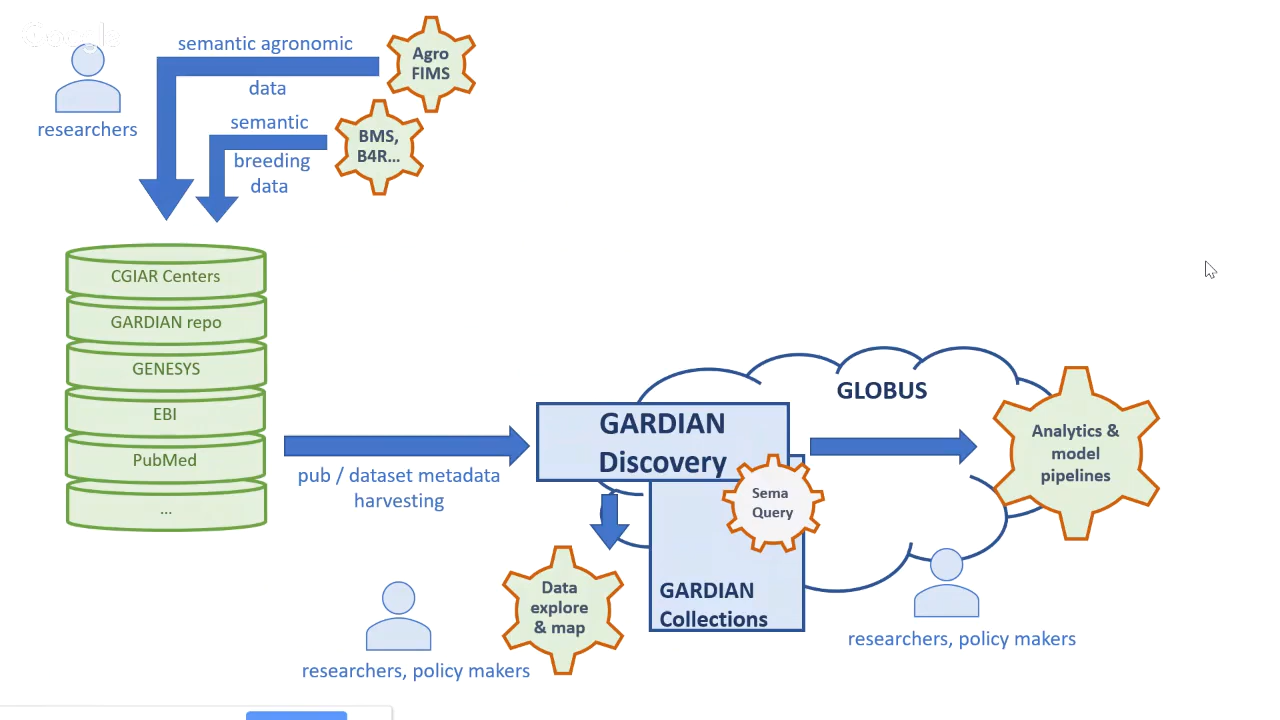 Google
semantic agronomic
data
Agro
FIMS
researchers
semantic
breeding
data
BMS,
B4R...
CGIAR Centers
GARDIAN repo
GENESYS
EBI
PubMed
...
pub / dataset metadata
harvesting
GLOBUS
GARDIAN
Discovery
Sema
Query
Analytics &
model
pipelines
GARDIAN
Collections
Data
explore
& map
researchers, policy makers
researchers, policy makers